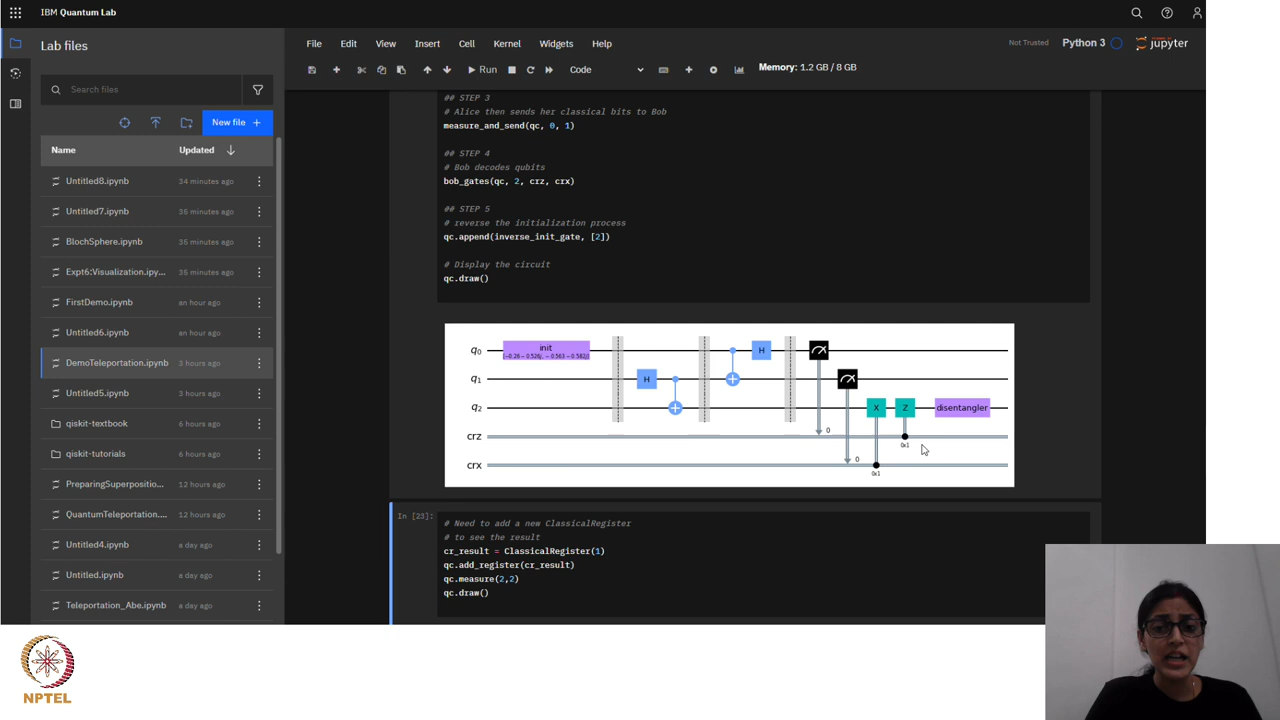 IBM Quantum Lab
Lab files
File Edit View Insert Cell Kernel Widgets Help
Not Trusted
Python 3
jupyter
Run
Code
Memory: 1.2 GB / 8 GB
Search files
New file +
Name Updated
Untitled8.ipynb 34 minutes ago
Untitled7.ipynb 35 minutes ago
BlochSphere.ipynb 35 minutes ago
Expt6:Visualization.ipy... 35 minutes ago
FirstDemo.ipynb an hour ago
Untitled6.ipynb an hour ago
DemoTeleportation.ipynb 3 hours ago
Untitled5.ipynb 3 hours ago
qiskit-textbook 6 hours ago
qiskit-tutorials 6 hours ago
PreparingSuperpositio... 12 hours ago
QuantumTeleportation.... 12 hours ago
Untitled4.ipynb a day ago
Untitled.ipynb a day ago
Teleportation_Abe.ipynb a day ago
## STEP 3
# Alice then sends her classical bits to Bob
measure_and_send(qc, 0, 1)
## STEP 4
# Bob decodes qubits
bob_gates(qc, 2, crz, crx)
## STEP 5
# reverse the initialization process
qc.append(inverse_init_gate, [2])
# Display the circuit
qc.draw()
q0 init H
q1 H
q2 X Z disentangler
crz 0 0x1
crx 0 0x1
In [23]:
# Need to add a new ClassicalRegister
# to see the result
cr_result = ClassicalRegister(1)
qc.add_register(cr_result)
qc.measure(2,2)
qc.draw()
NPTEL